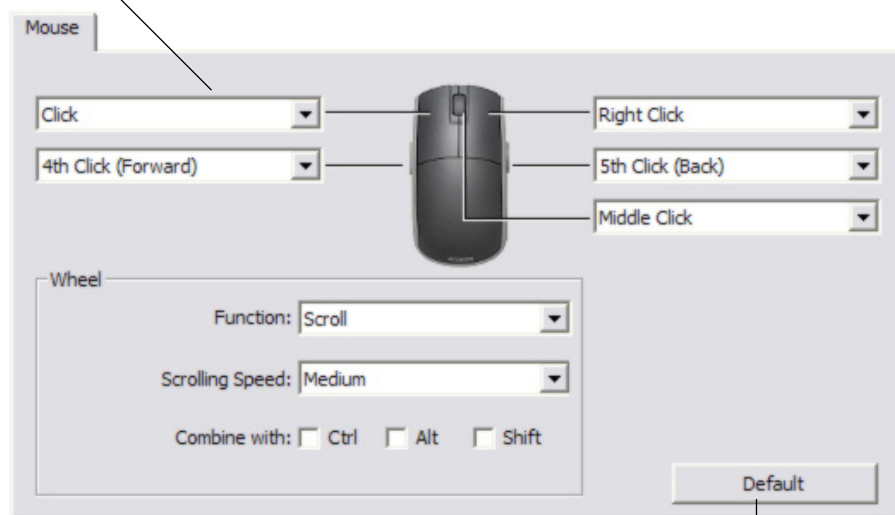 Mouse
Click
Right Click
4th Click (Forward)
5th Click (Back)
Middle Click
Wheel
Function: Scroll
Scrolling Speed: Medium
Combine with: Ctrl Alt Shift
Default